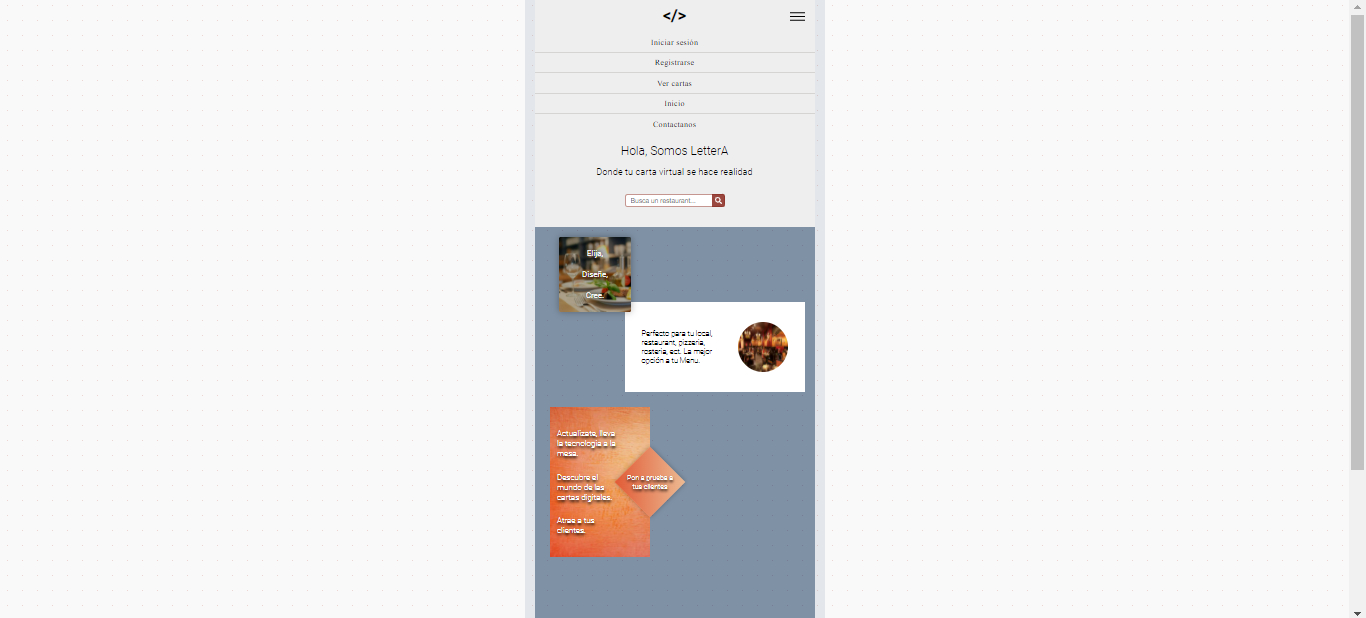 </>
Iniciar sesión
Registrarse
Ver cartas
Inicio
Contactanos
Hola, Somos LetterA
Donde tu carta virtual se hace realidad
Busca un restaurant...
Elija,
Diseñe,
Cree.
Perfecto para tu local,
restaurant, pizzeria,
rosteria, ect. La mejor
opción a tu Menu.
Actualizate, lleva
la tecnologia a la
mesa.
Descubre el
mundo de las
cartas digitales.
Atrae a tus
clientes.
Pon a prueba a
tus clientes